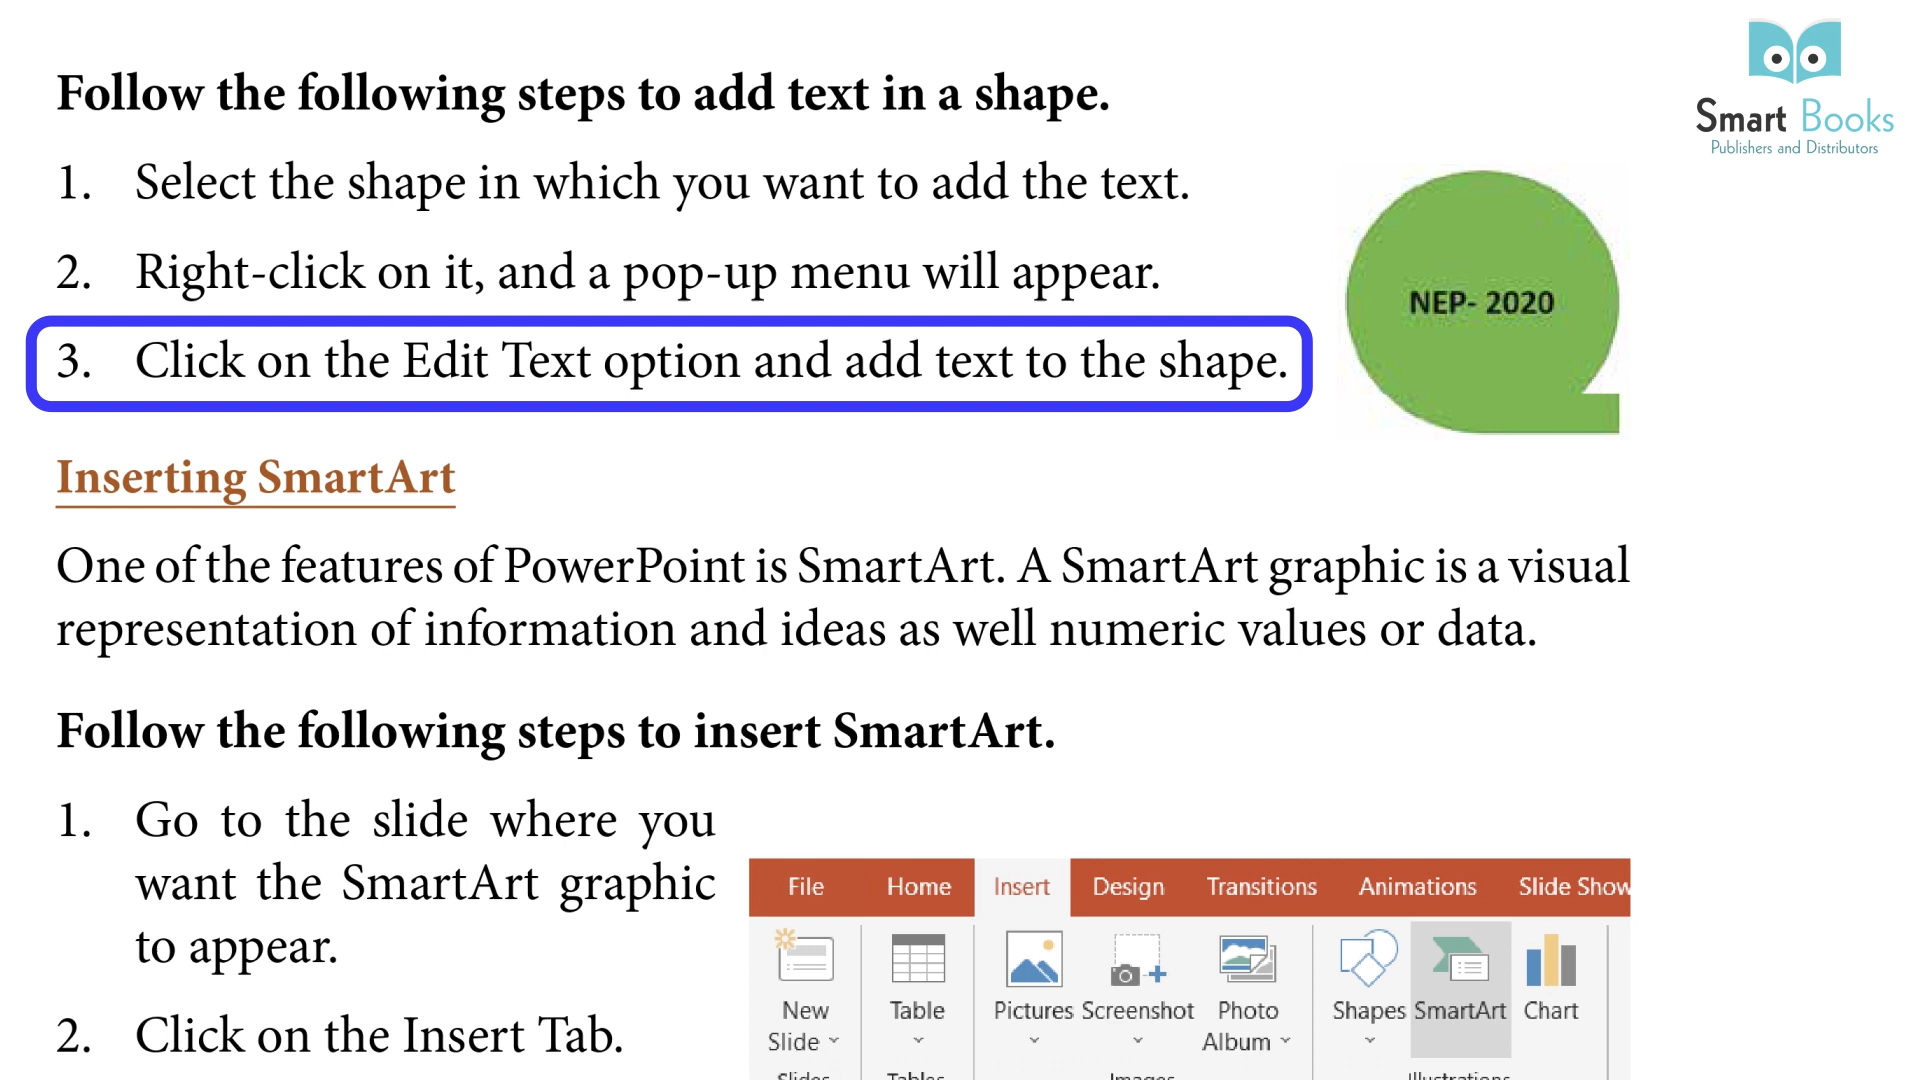 Smart Books
Publishers and Distributors
Follow the following steps to add text in a shape.
1. Select the shape in which you want to add the text.
2. Right-click on it, and a pop-up menu will appear.
3. Click on the Edit Text option and add text to the shape.
NEP- 2020
Inserting SmartArt
One of the features of PowerPoint is SmartArt. A SmartArt graphic is a visual
representation of information and ideas as well numeric values or data.
Follow the following steps to insert SmartArt.
1. Go to the slide where you
want the SmartArt graphic
to appear.
2. Click on the Insert Tab.
File Home Insert Design Transitions Animations Slide Show
New Table Pictures Screenshot Photo Shapes SmartArt Chart
Slide Album
Slides Tables Images Illustrations